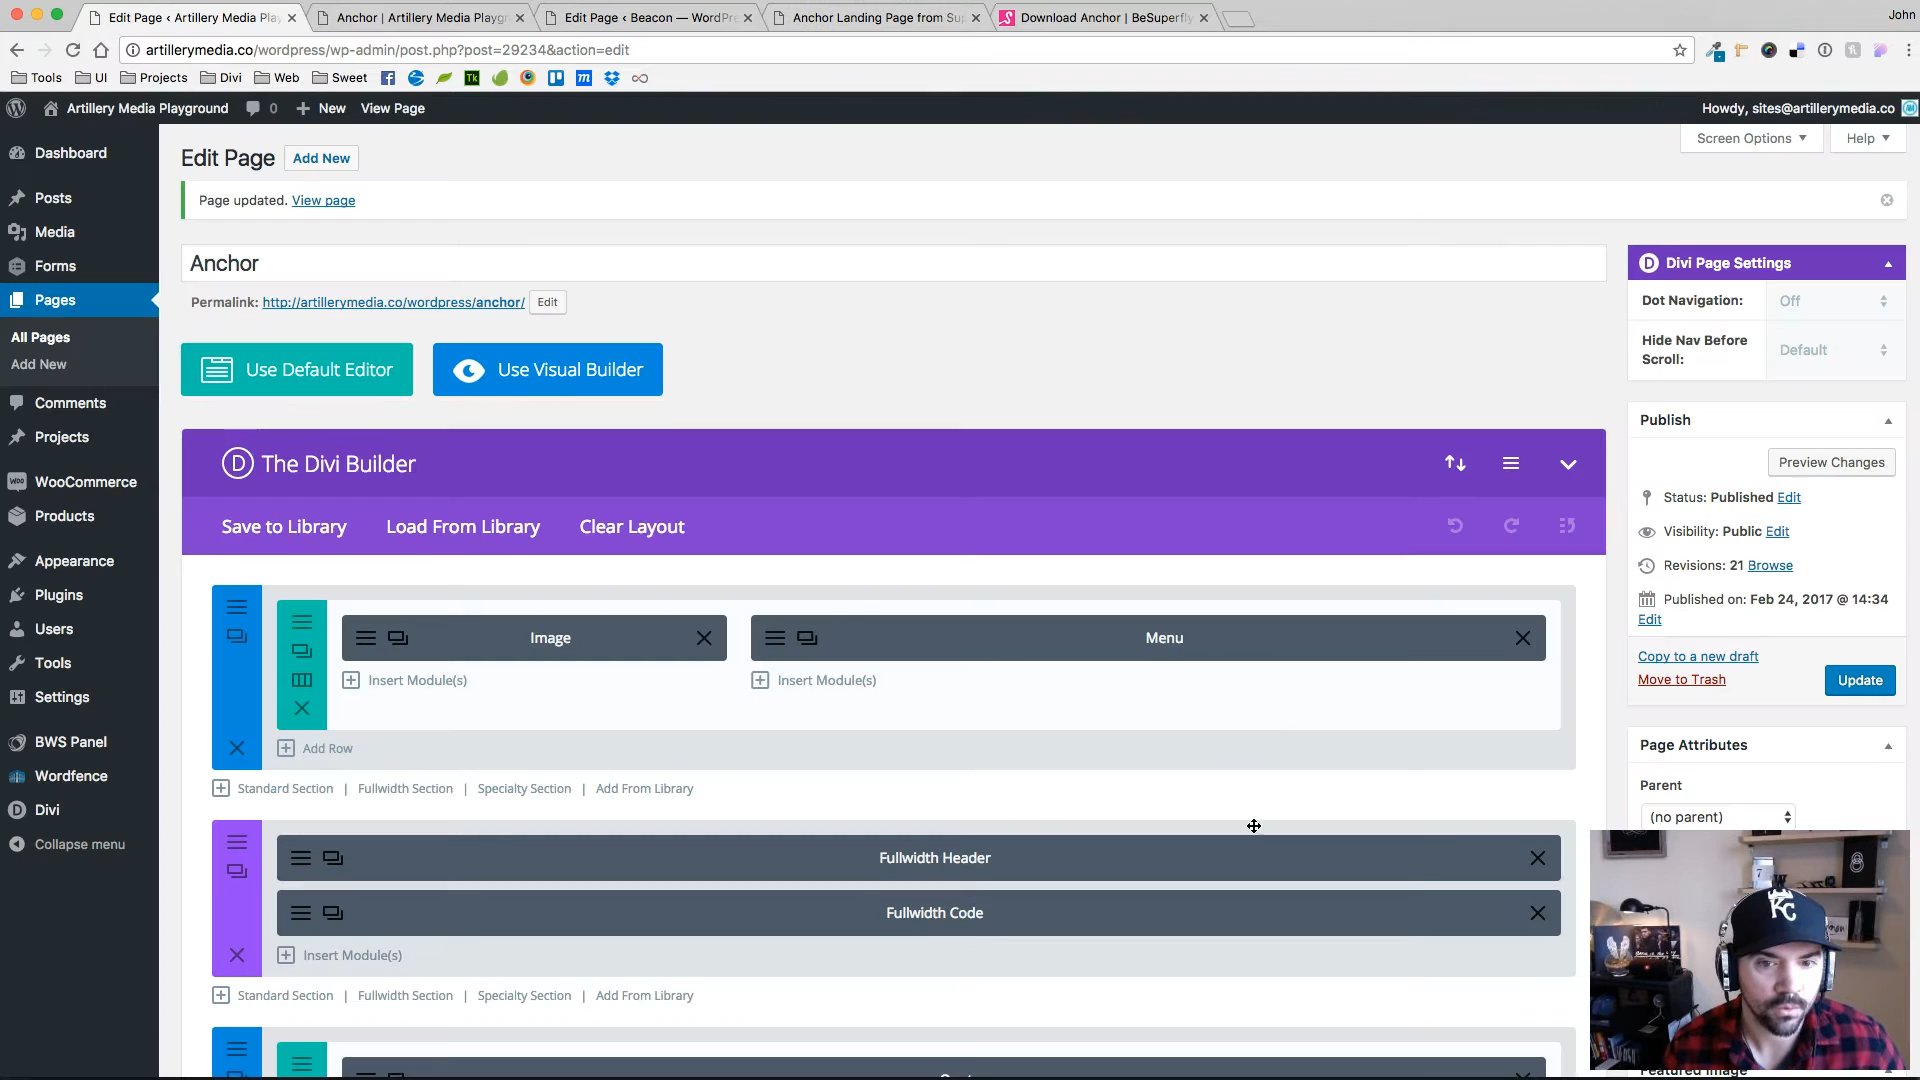 Edit Page ‹ Artillery Media Play
Anchor | Artillery Media Playgr
Edit Page ‹ Beacon — WordPr
Anchor Landing Page from Su
Download Anchor | BeSuperfly
John
artillerymedia.co/wordpress/wp-admin/post.php?post=29234&action=edit
Tools UI Projects Divi Web Sweet
Artillery Media Playground 0 New View Page
Howdy, sites@artillerymedia.co
Screen Options
Help
Edit Page
Add New
Page updated. View page
Anchor
Permalink: http://artillerymedia.co/wordpress/anchor/ Edit
Use Default Editor
Use Visual Builder
The Divi Builder
Save to Library
Load From Library
Clear Layout
Image
Menu
Insert Module(s)
Insert Module(s)
Add Row
Standard Section | Fullwidth Section | Specialty Section | Add From Library
Fullwidth Header
Fullwidth Code
Insert Module(s)
Standard Section | Fullwidth Section | Specialty Section | Add From Library
Dashboard
Posts
Media
Forms
Pages
All Pages
Add New
Comments
Projects
WooCommerce
Products
Appearance
Plugins
Users
Tools
Settings
BWS Panel
Wordfence
Divi
Collapse menu
Divi Page Settings
Dot Navigation: Off
Hide Nav Before
Scroll:
Default
Publish
Preview Changes
Status: Published Edit
Visibility: Public Edit
Revisions: 21 Browse
Published on: Feb 24, 2017 @ 14:34
Edit
Copy to a new draft
Move to Trash
Update
Page Attributes
Parent
(no parent)
KC